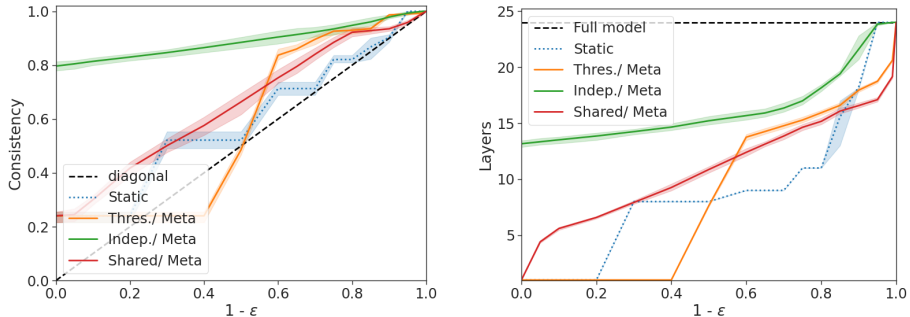 1.0
0.8
0.6
0.4
0.2
0.0
Consistency
diagonal
Static
Thres./ Meta
Indep./ Meta
Shared/ Meta
0.0 0.2 0.4 0.6 0.8 1.0
1 - ε
25
20
15
10
5
Layers
Full model
Static
Thres./ Meta
Indep./ Meta
Shared/ Meta
0.0 0.2 0.4 0.6 0.8 1.0
1 - ε